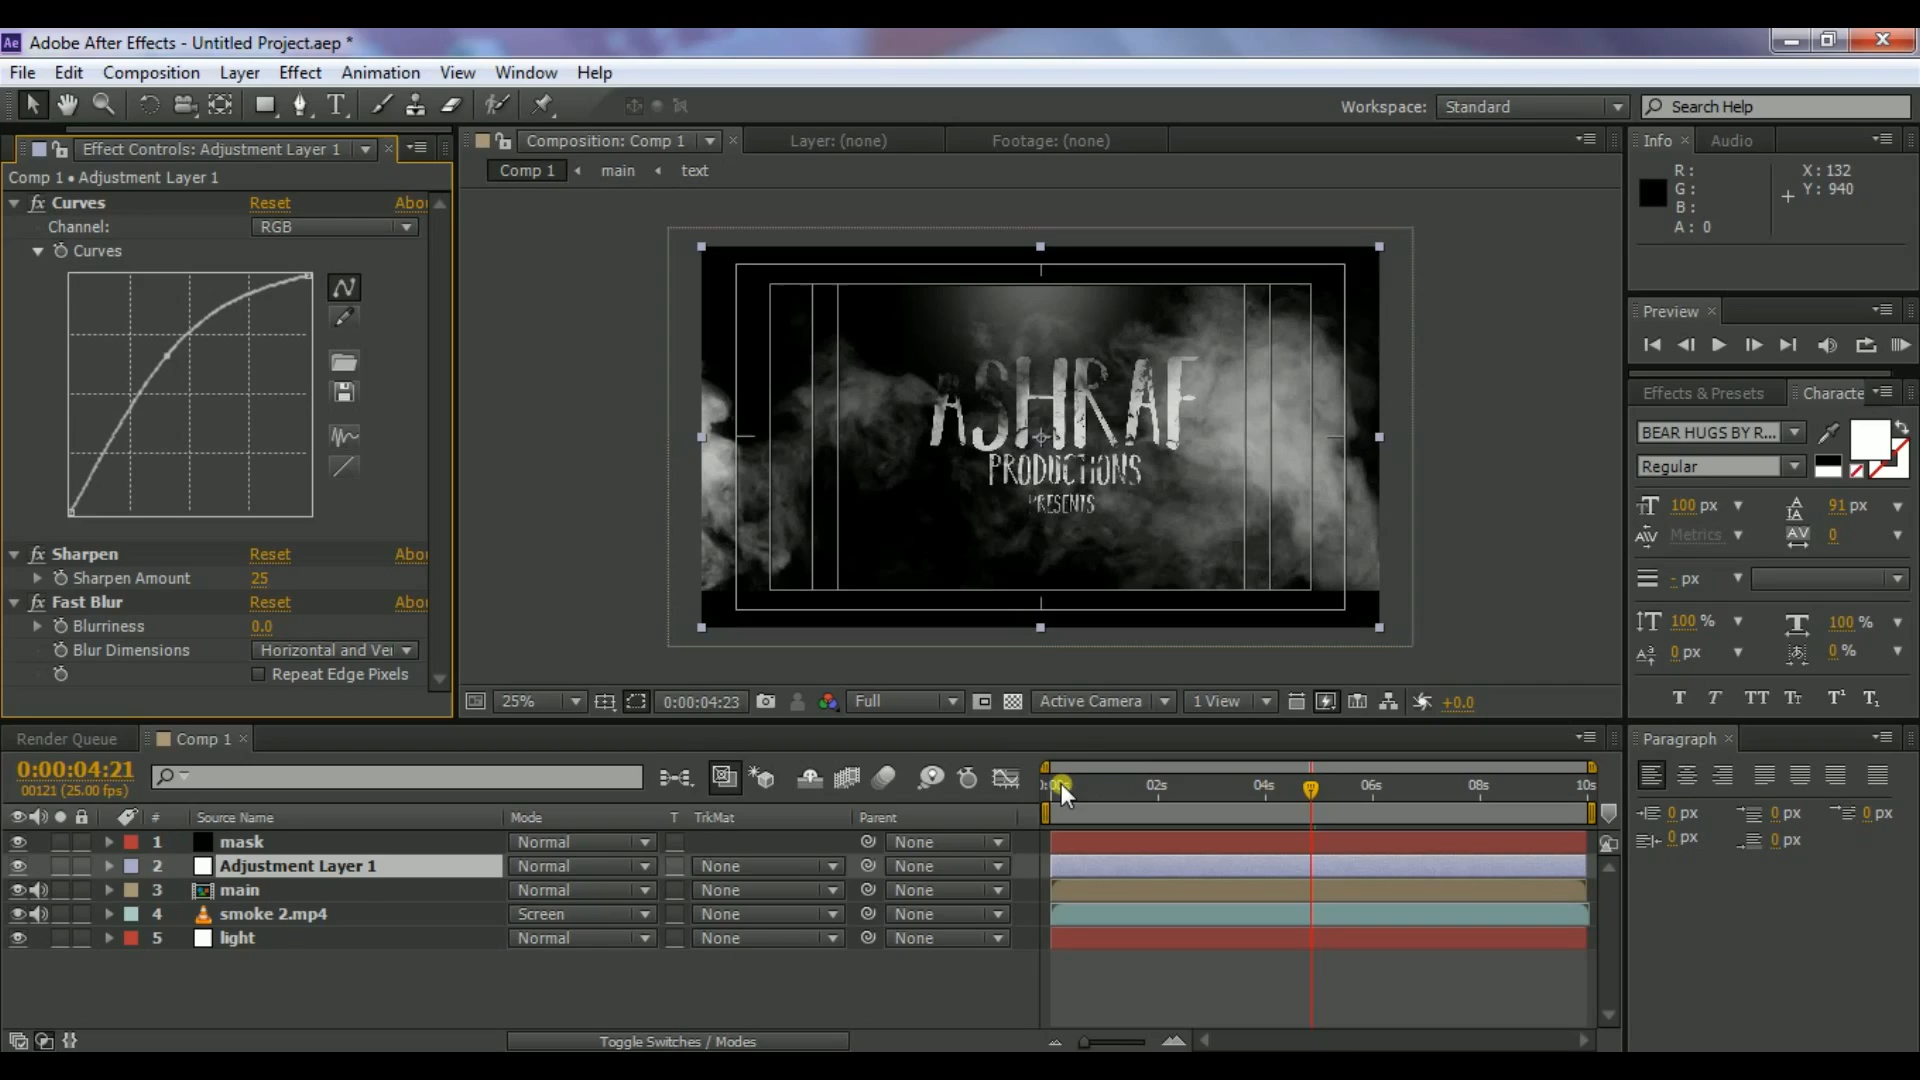 Ae Adobe After Effects - Untitled Project.aep *
File Edit Composition Layer Effect Animation View Window Help
Workspace: Standard Search Help
Effect Controls: Adjustment Layer 1
Composition: Comp 1 Layer: (none) Footage: (none)
Info Audio
Comp 1 • Adjustment Layer 1
Comp 1 main text
R: X: 132
G: Y: 940
B:
A: 0
Curves Reset Abou
Channel: RGB
Curves
ASHRAF
PRODUCTIONS
PRESENTS
Preview
Effects & Presets Characte
BEAR HUGS BY R...
Regular
100 px 91 px
Metrics 0
- px
100 % 100 %
0 px 0 %
Sharpen Reset Abou
Sharpen Amount 25
Fast Blur Reset Abou
Blurriness 0.0
Blur Dimensions Horizontal and Ver
Repeat Edge Pixels
25% 0:00:04:23 Full Active Camera 1 View +0.0
Render Queue Comp 1
Paragraph
0:00:04:21
00121 (25.00 fps)
02s 04s 06s 08s 10s
0 px 0 px 0 px
0 px 0 px
# Source Name Mode T TrkMat Parent
1 mask Normal None
2 Adjustment Layer 1 Normal None None
3 main Normal None None
4 smoke 2.mp4 Screen None None
5 light Normal None None
Toggle Switches / Modes